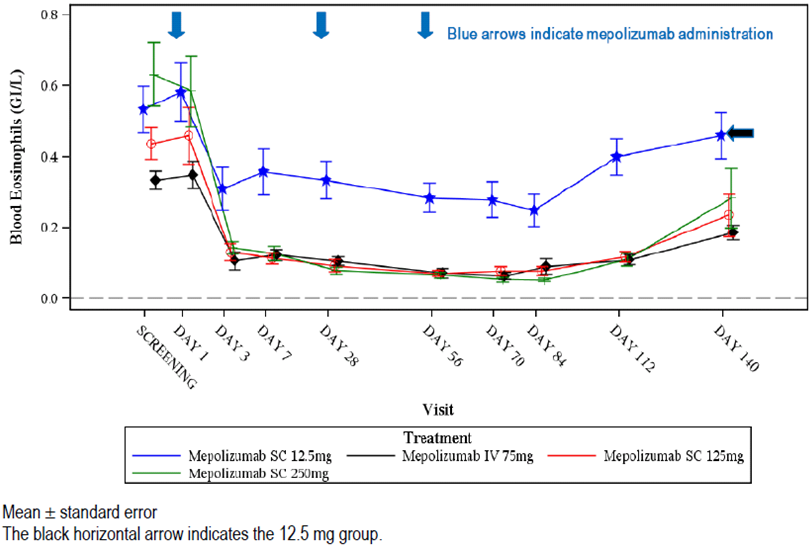 Blue arrows indicate mepolizumab administration
Blood Eosinophils (GI/L)
0.8
0.6
0.4
0.2
0.0
SCREENING
DAY 1
DAY 3
DAY 7
DAY 28
DAY 56
DAY 70
DAY 84
DAY 112
DAY 140
Visit
Treatment
Mepolizumab SC 12.5mg
Mepolizumab IV 75mg
Mepolizumab SC 125mg
Mepolizumab SC 250mg
Mean ± standard error
The black horizontal arrow indicates the 12.5 mg group.